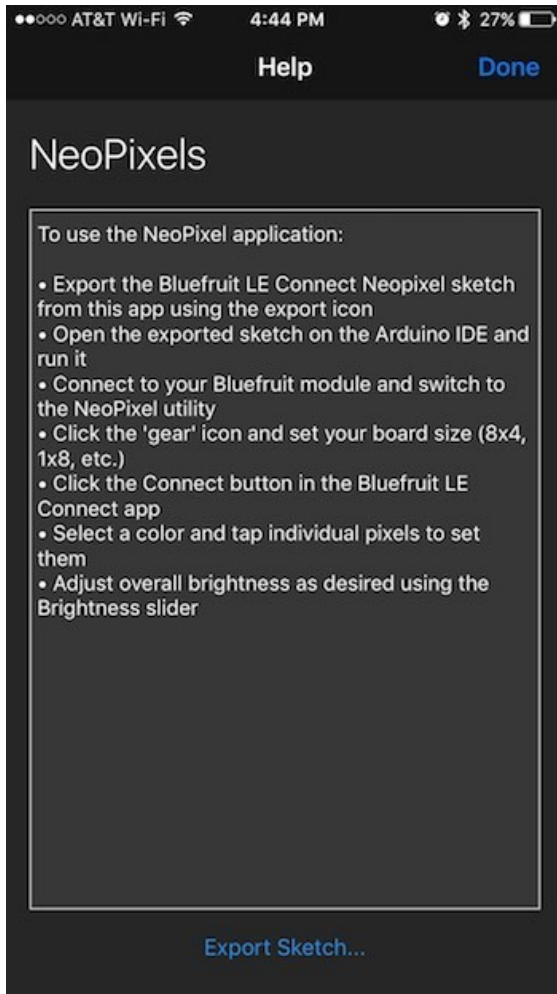 AT&T Wi-Fi 4:44 PM 27%
Help Done
NeoPixels
To use the NeoPixel application:
• Export the Bluefruit LE Connect Neopixel sketch
from this app using the export icon
• Open the exported sketch on the Arduino IDE and
run it
• Connect to your Bluefruit module and switch to
the NeoPixel utility
• Click the 'gear' icon and set your board size (8x4,
1x8, etc.)
• Click the Connect button in the Bluefruit LE
Connect app
• Select a color and tap individual pixels to set
them
• Adjust overall brightness as desired using the
Brightness slider
Export Sketch...